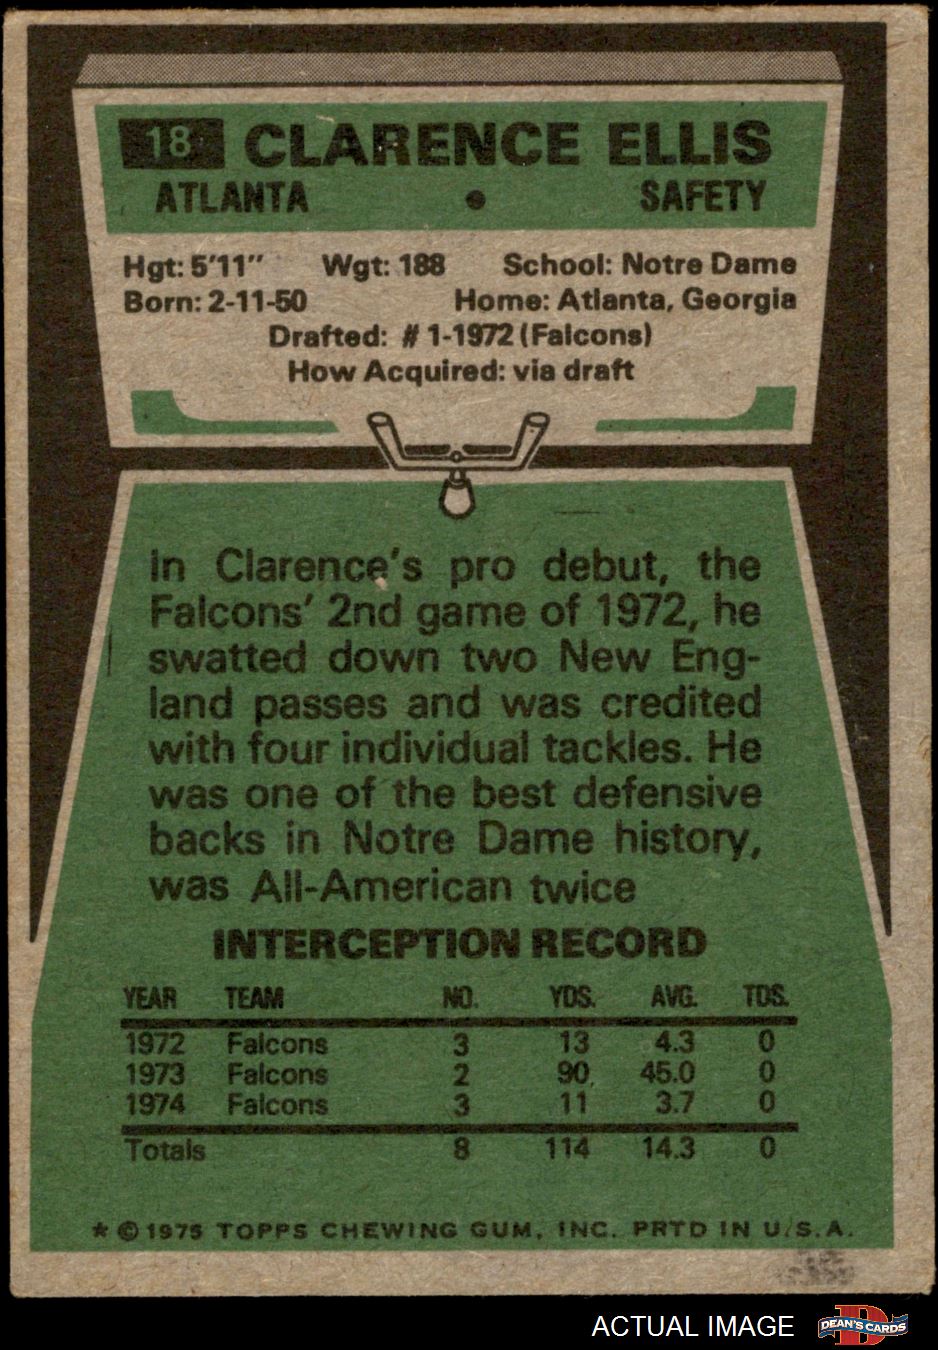 18 CLARENCE ELLIS
ATLANTA • SAFETY
Hgt: 5'11" Wgt: 188 School: Notre Dame
Born: 2-11-50 Home: Atlanta, Georgia
Drafted: #1-1972 (Falcons)
How Acquired: via draft
In Clarence's pro debut, the
Falcons' 2nd game of 1972, he
swatted down two New Eng-
land passes and was credited
with four individual tackles. He
was one of the best defensive
backs in Notre Dame history,
was All-American twice
INTERCEPTION RECORD
YEAR TEAM NO. YDS. AVG. TDS.
1972 Falcons 3 13 4.3 0
1973 Falcons 2 90 45.0 0
1974 Falcons 3 11 3.7 0
Totals 8 114 14.3 0
* © 1975 TOPPS CHEWING GUM, INC. PRTD IN U.S.A.
ACTUAL IMAGE DEAN'S CARDS